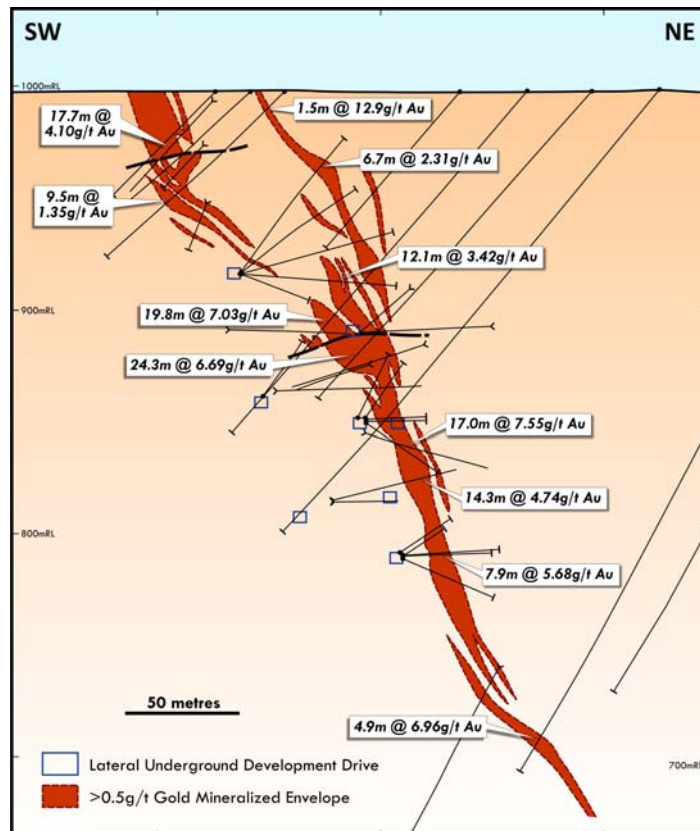 SW
NE
1000mRL
17.7m @
4.10g/t Au
1.5m @ 12.9g/t Au
6.7m @ 2.31g/t Au
9.5m @
1.35g/t Au
12.1m @ 3.42g/t Au
900mRL
19.8m @ 7.03g/t Au
24.3m @ 6.69g/t Au
17.0m @ 7.55g/t Au
14.3m @ 4.74g/t Au
800mRL
7.9m @ 5.68g/t Au
50 metres
4.9m @ 6.96g/t Au
Lateral Underground Development Drive
700mRL
>0.5g/t Gold Mineralized Envelope